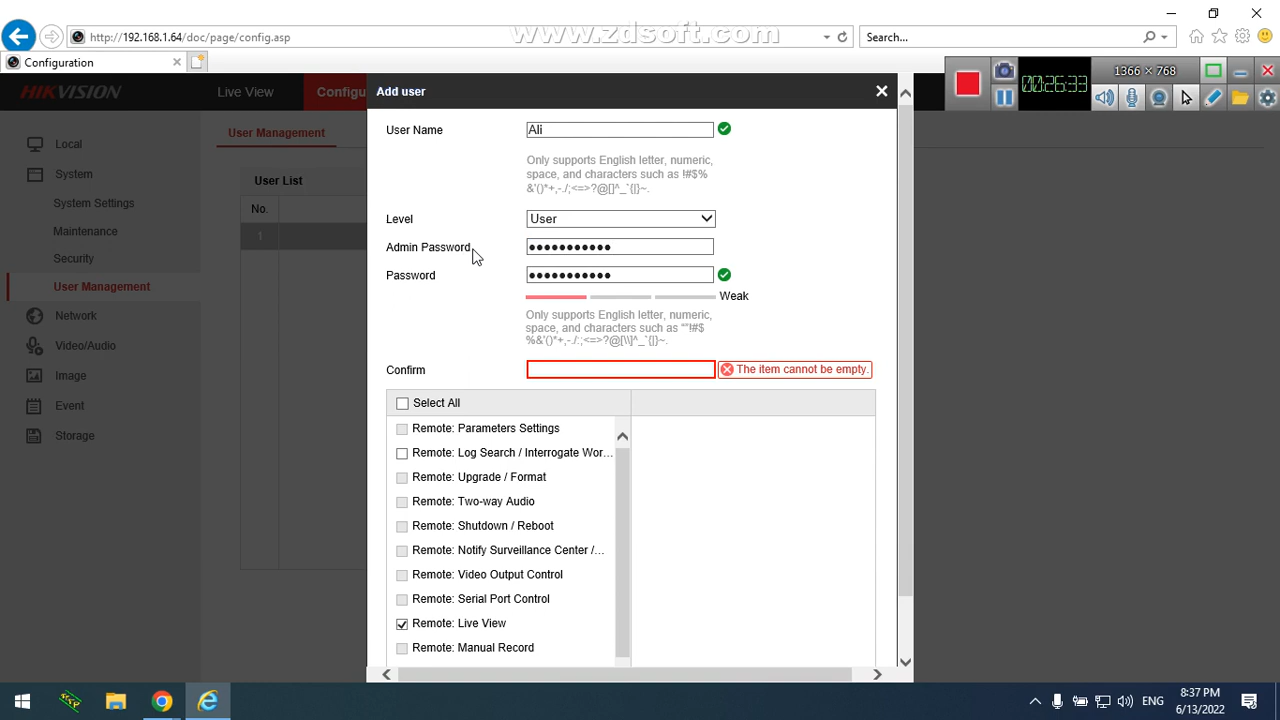 http://192.168.1.64/doc/page/config.asp
www.zdsoft.com
Search...
Configuration
00:26:33
1366 × 768
HIKVISION
Live View
Configu
Add user
User Management
Local
System
System Settings
Maintenance
Security
User Management
Network
Video/Audio
Image
Event
Storage
User List
No.
1
User Name
Ali
Only supports English letter, numeric,
space, and characters such as !#$%
&'()*+,-./;<=>?@[]^_`{|}~.
Level
User
Admin Password
●●●●●●●●●●●
Password
●●●●●●●●●●●
Weak
Only supports English letter, numeric,
space, and characters such as “”!#$
%&'()*+,-./:;<=>?@[\\]^_`{|}~.
Confirm
The item cannot be empty.
Select All
Remote: Parameters Settings
Remote: Log Search / Interrogate Wor...
Remote: Upgrade / Format
Remote: Two-way Audio
Remote: Shutdown / Reboot
Remote: Notify Surveillance Center /...
Remote: Video Output Control
Remote: Serial Port Control
Remote: Live View
Remote: Manual Record
ENG
8:37 PM
6/13/2022